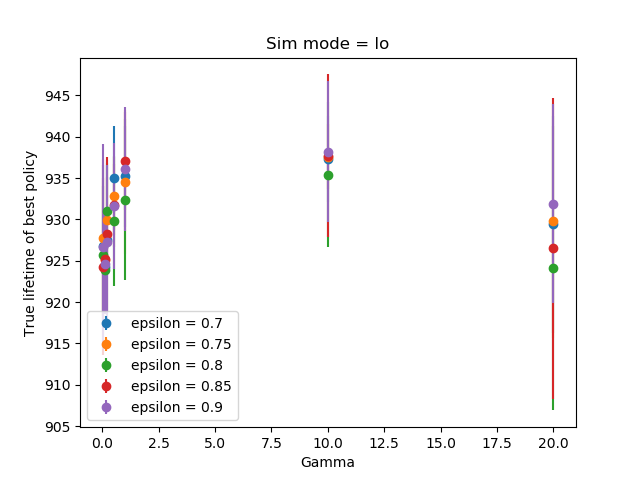 Sim mode = lo
True lifetime of best policy
945
940
935
930
925
920
915
910
905
epsilon = 0.7
epsilon = 0.75
epsilon = 0.8
epsilon = 0.85
epsilon = 0.9
0.0 2.5 5.0 7.5 10.0 12.5 15.0 17.5 20.0
Gamma